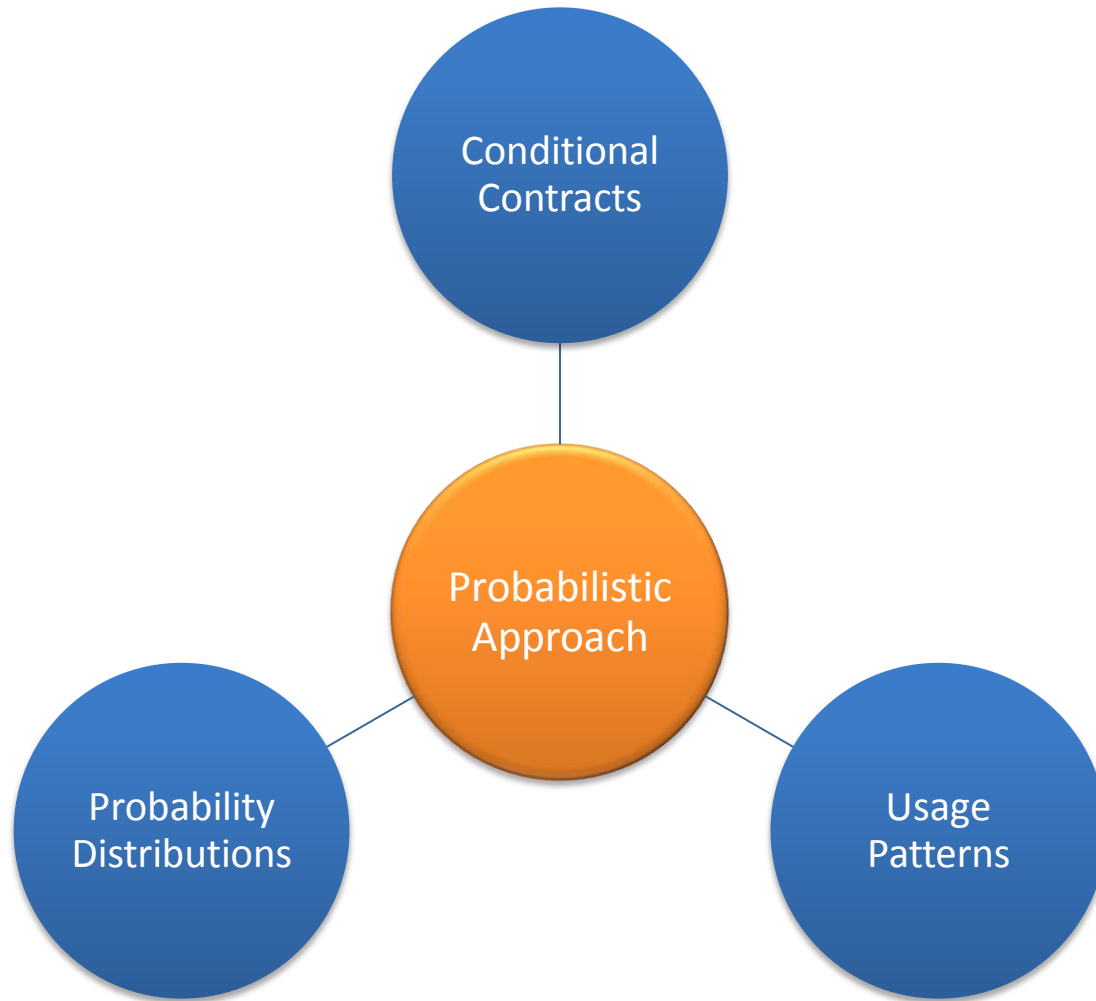 Conditional
Contracts
Probabilistic
Approach
Probability
Distributions
Usage
Patterns